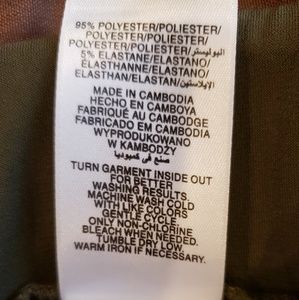 95% POLYESTER/POLIESTER/
POLYESTER/POLIÉSTER/
POLYESTER/POLIESTER/البوليستر
5% ELASTANE/ELASTANO/
ELASTHANNE/ELASTANO/
ELASTHAN/ELASTAN/الإيلاستين
MADE IN CAMBODIA
HECHO EN CAMBOYA
FABRIQUÉ AU CAMBODGE
FABRICADO EM CAMBODIA
WYPRODUKOWANO
W KAMBODZY
صنع في كمبوديا
TURN GARMENT INSIDE OUT
FOR BETTER
WASHING RESULTS,
MACHINE WASH COLD
WITH LIKE COLORS
GENTLE CYCLE.
ONLY NON-CHLORINE
BLEACH WHEN NEEDED.
TUMBLE DRY LOW.
WARM IRON IF NECESSARY.